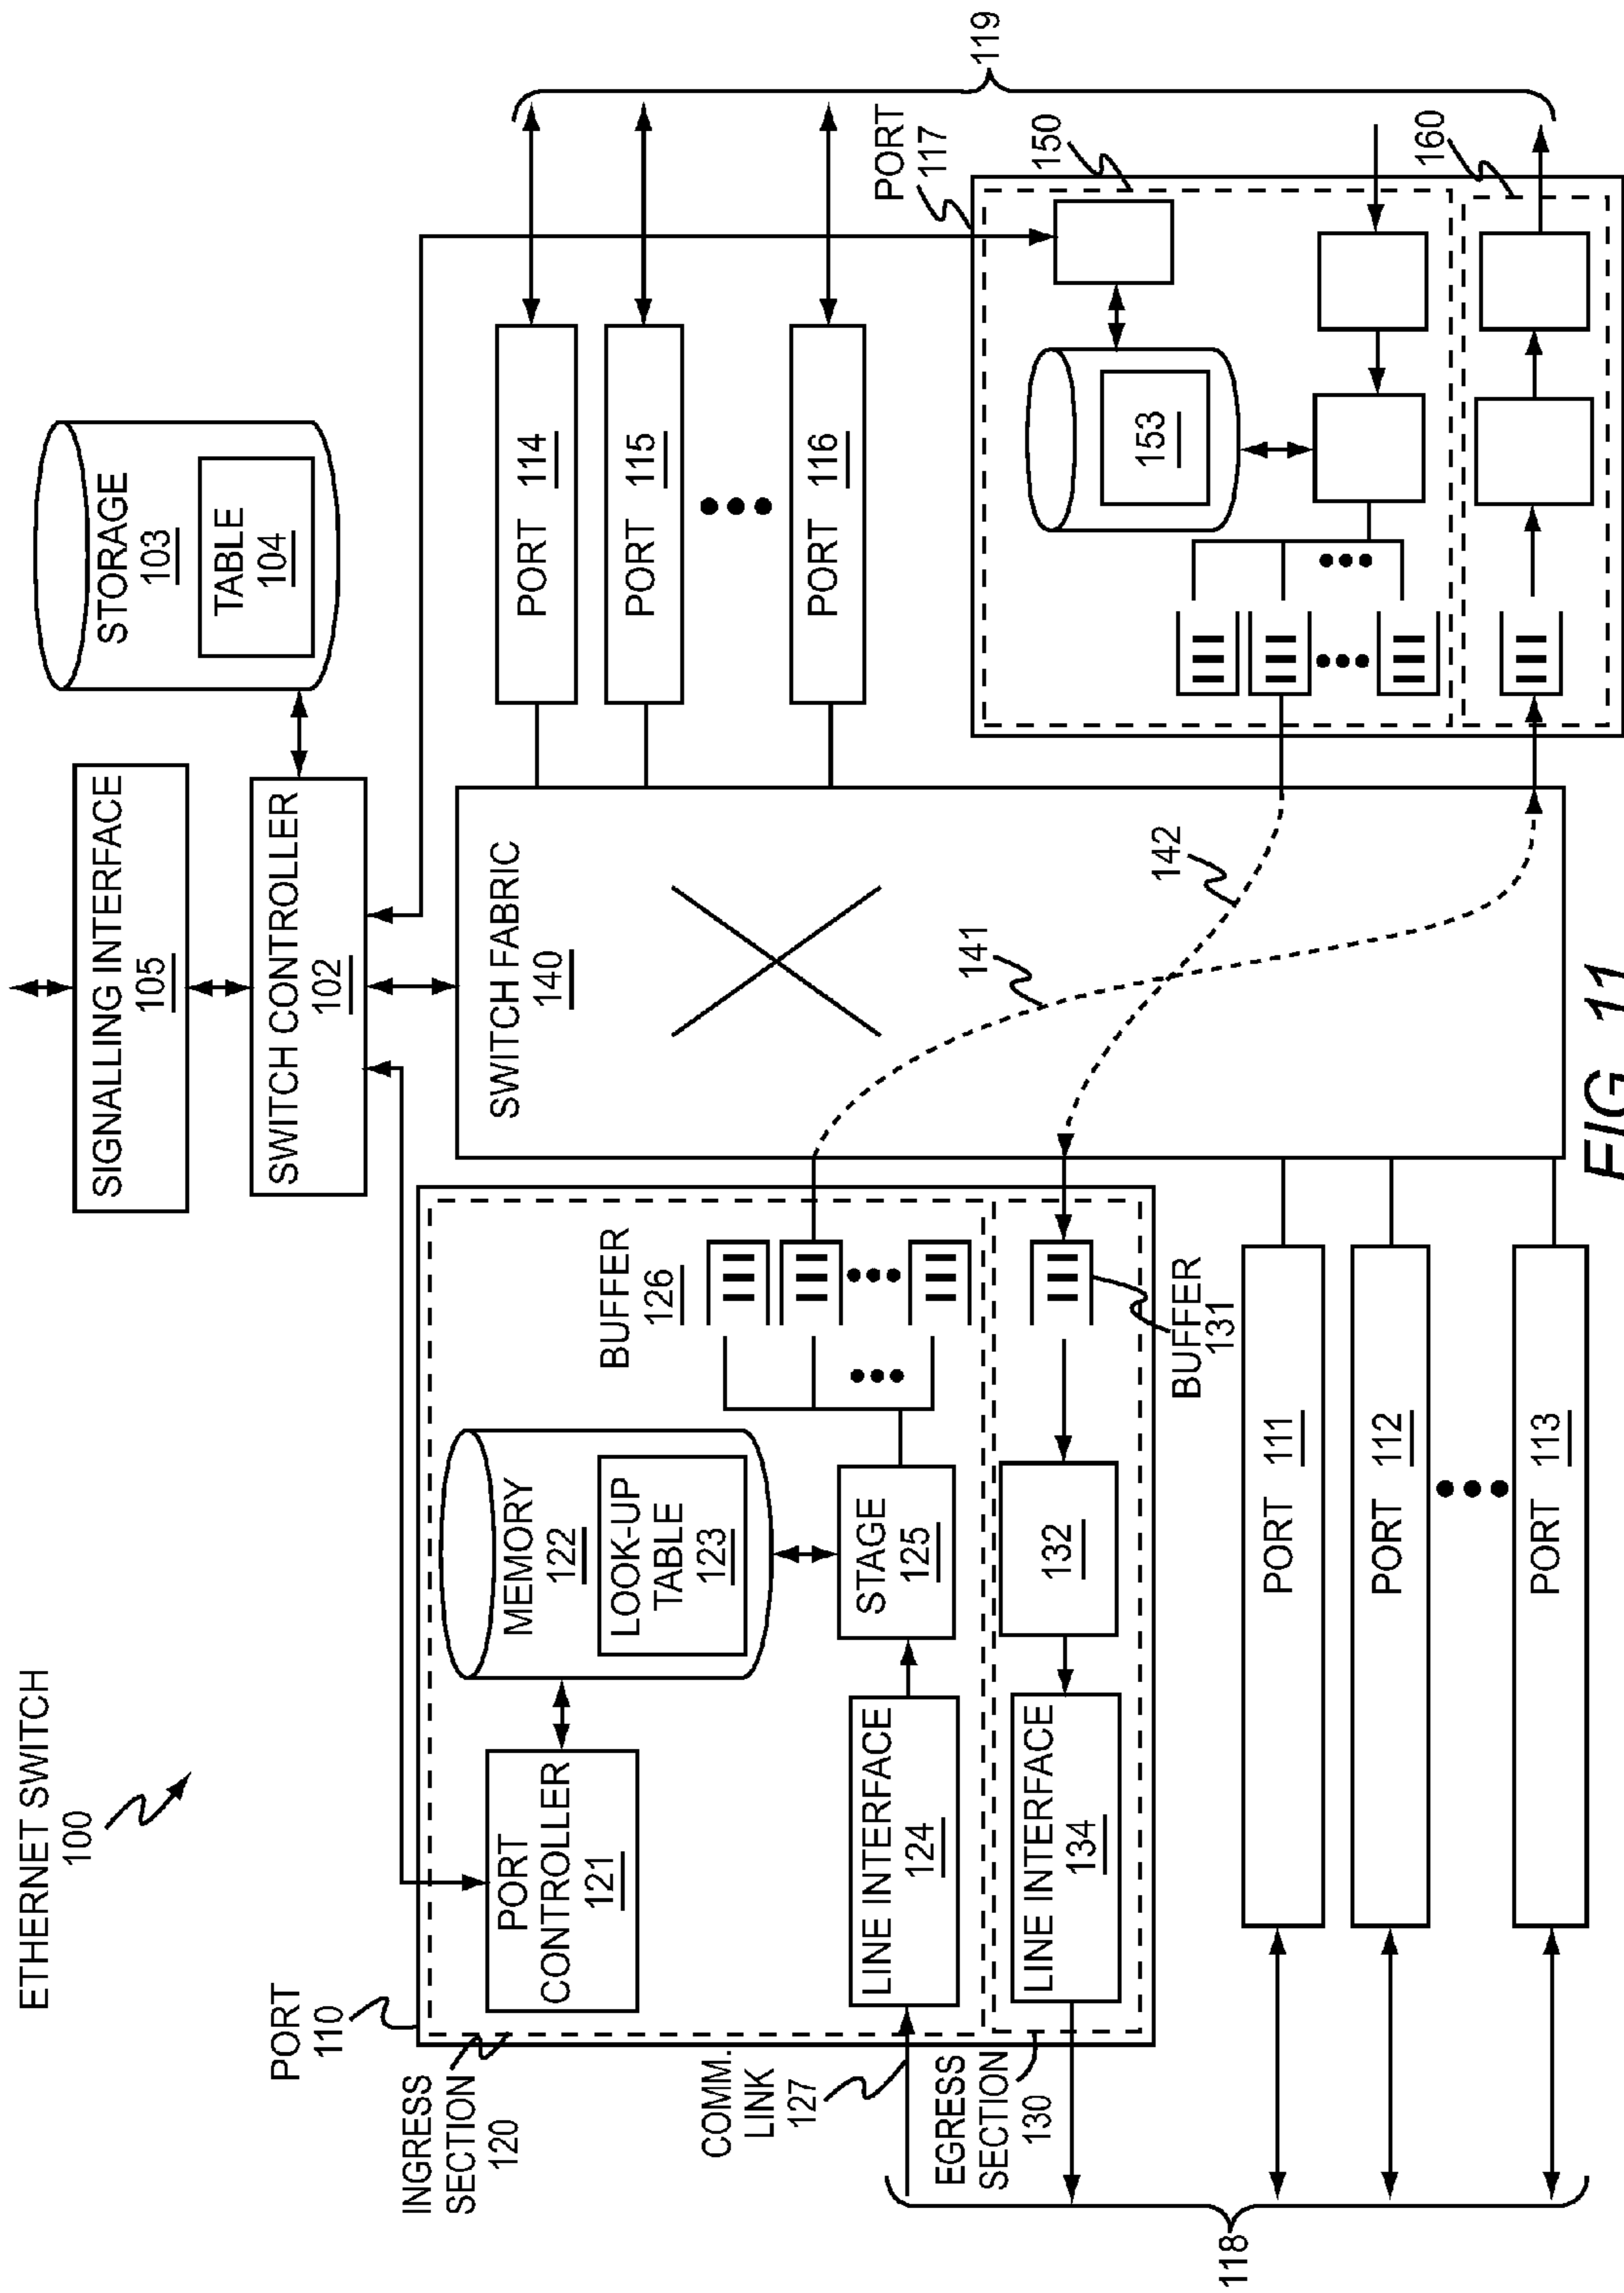 ETHERNET SWITCH
100
SIGNALLING INTERFACE
105
SWITCH CONTROLLER
102
STORAGE
103
TABLE
104
PORT
110
INGRESS
SECTION
120
PORT
CONTROLLER
121
MEMORY
122
LOOK-UP
TABLE
123
BUFFER
126
LINE INTERFACE
124
STAGE
125
COMM.
LINK
127
EGRESS
SECTION
130
LINE INTERFACE
134
132
BUFFER
131
SWITCH FABRIC
140
141
142
PORT 114
PORT 115
PORT 116
119
PORT
117
150
153
160
PORT 111
PORT 112
PORT 113
118
FIG. 11